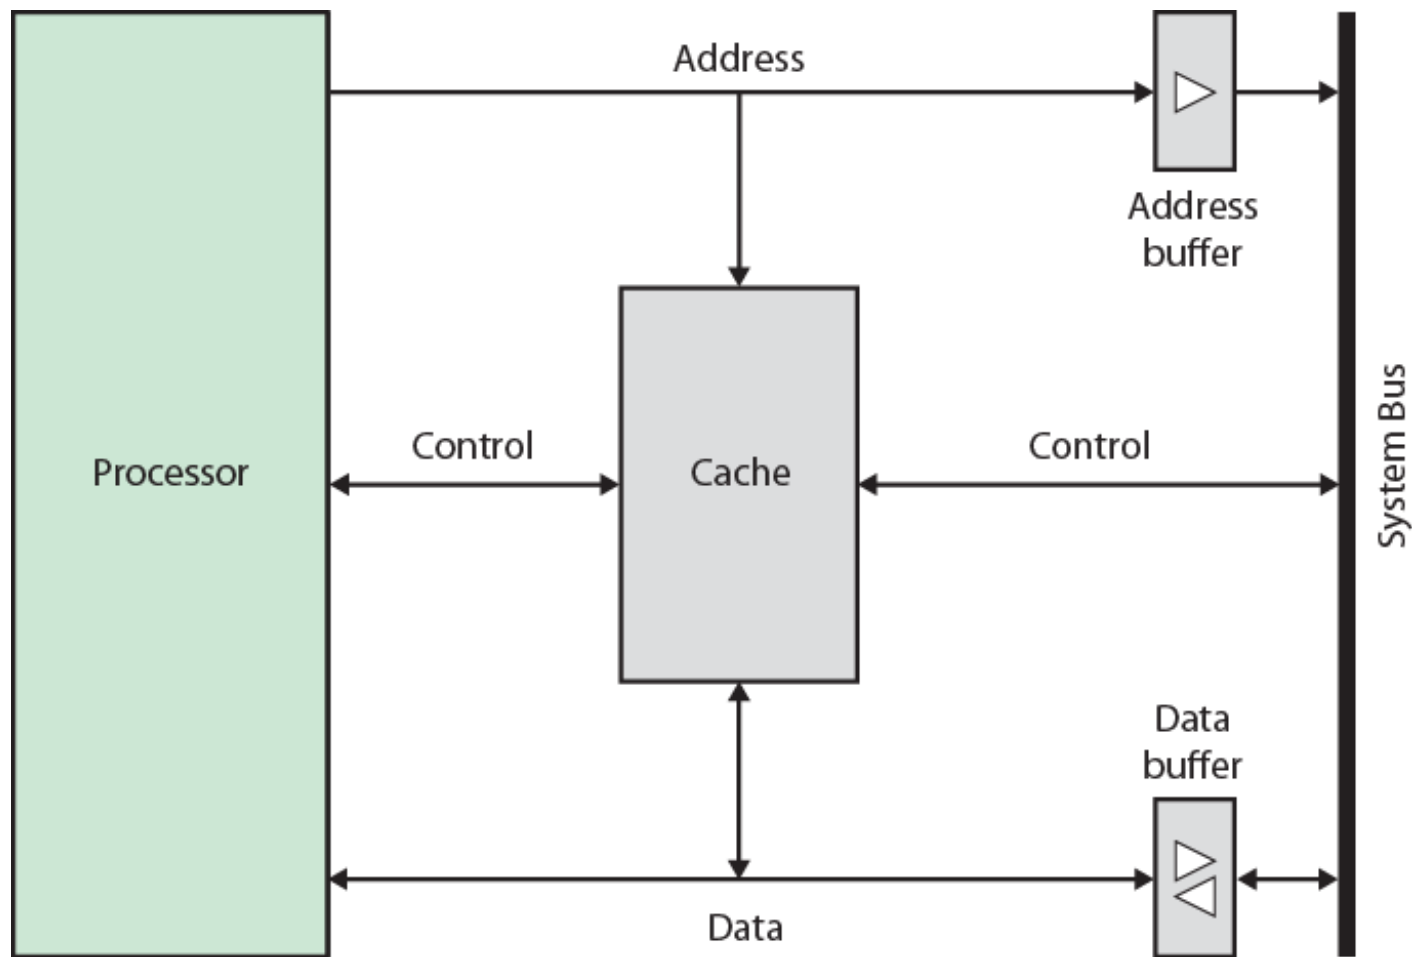 Address
Address
buffer
Processor
Control
Cache
Control
System Bus
Data
buffer
Data